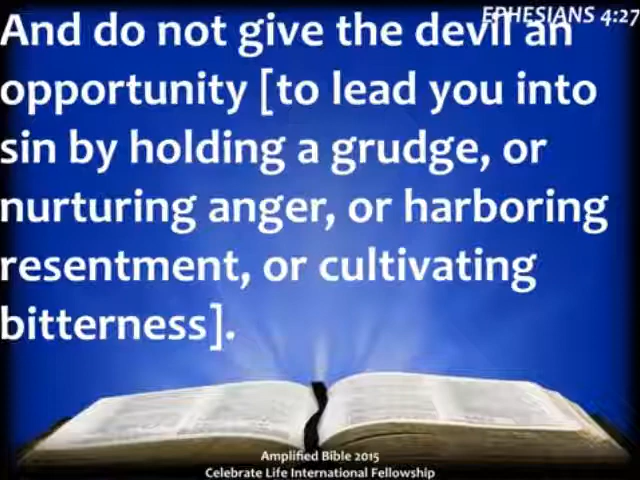 EPHESIANS 4:27
And do not give the devil an
opportunity [to lead you into
sin by holding a grudge, or
nurturing anger, or harboring
resentment, or cultivating
bitterness].
Amplified Bible 2015
Celebrate Life International Fellowship